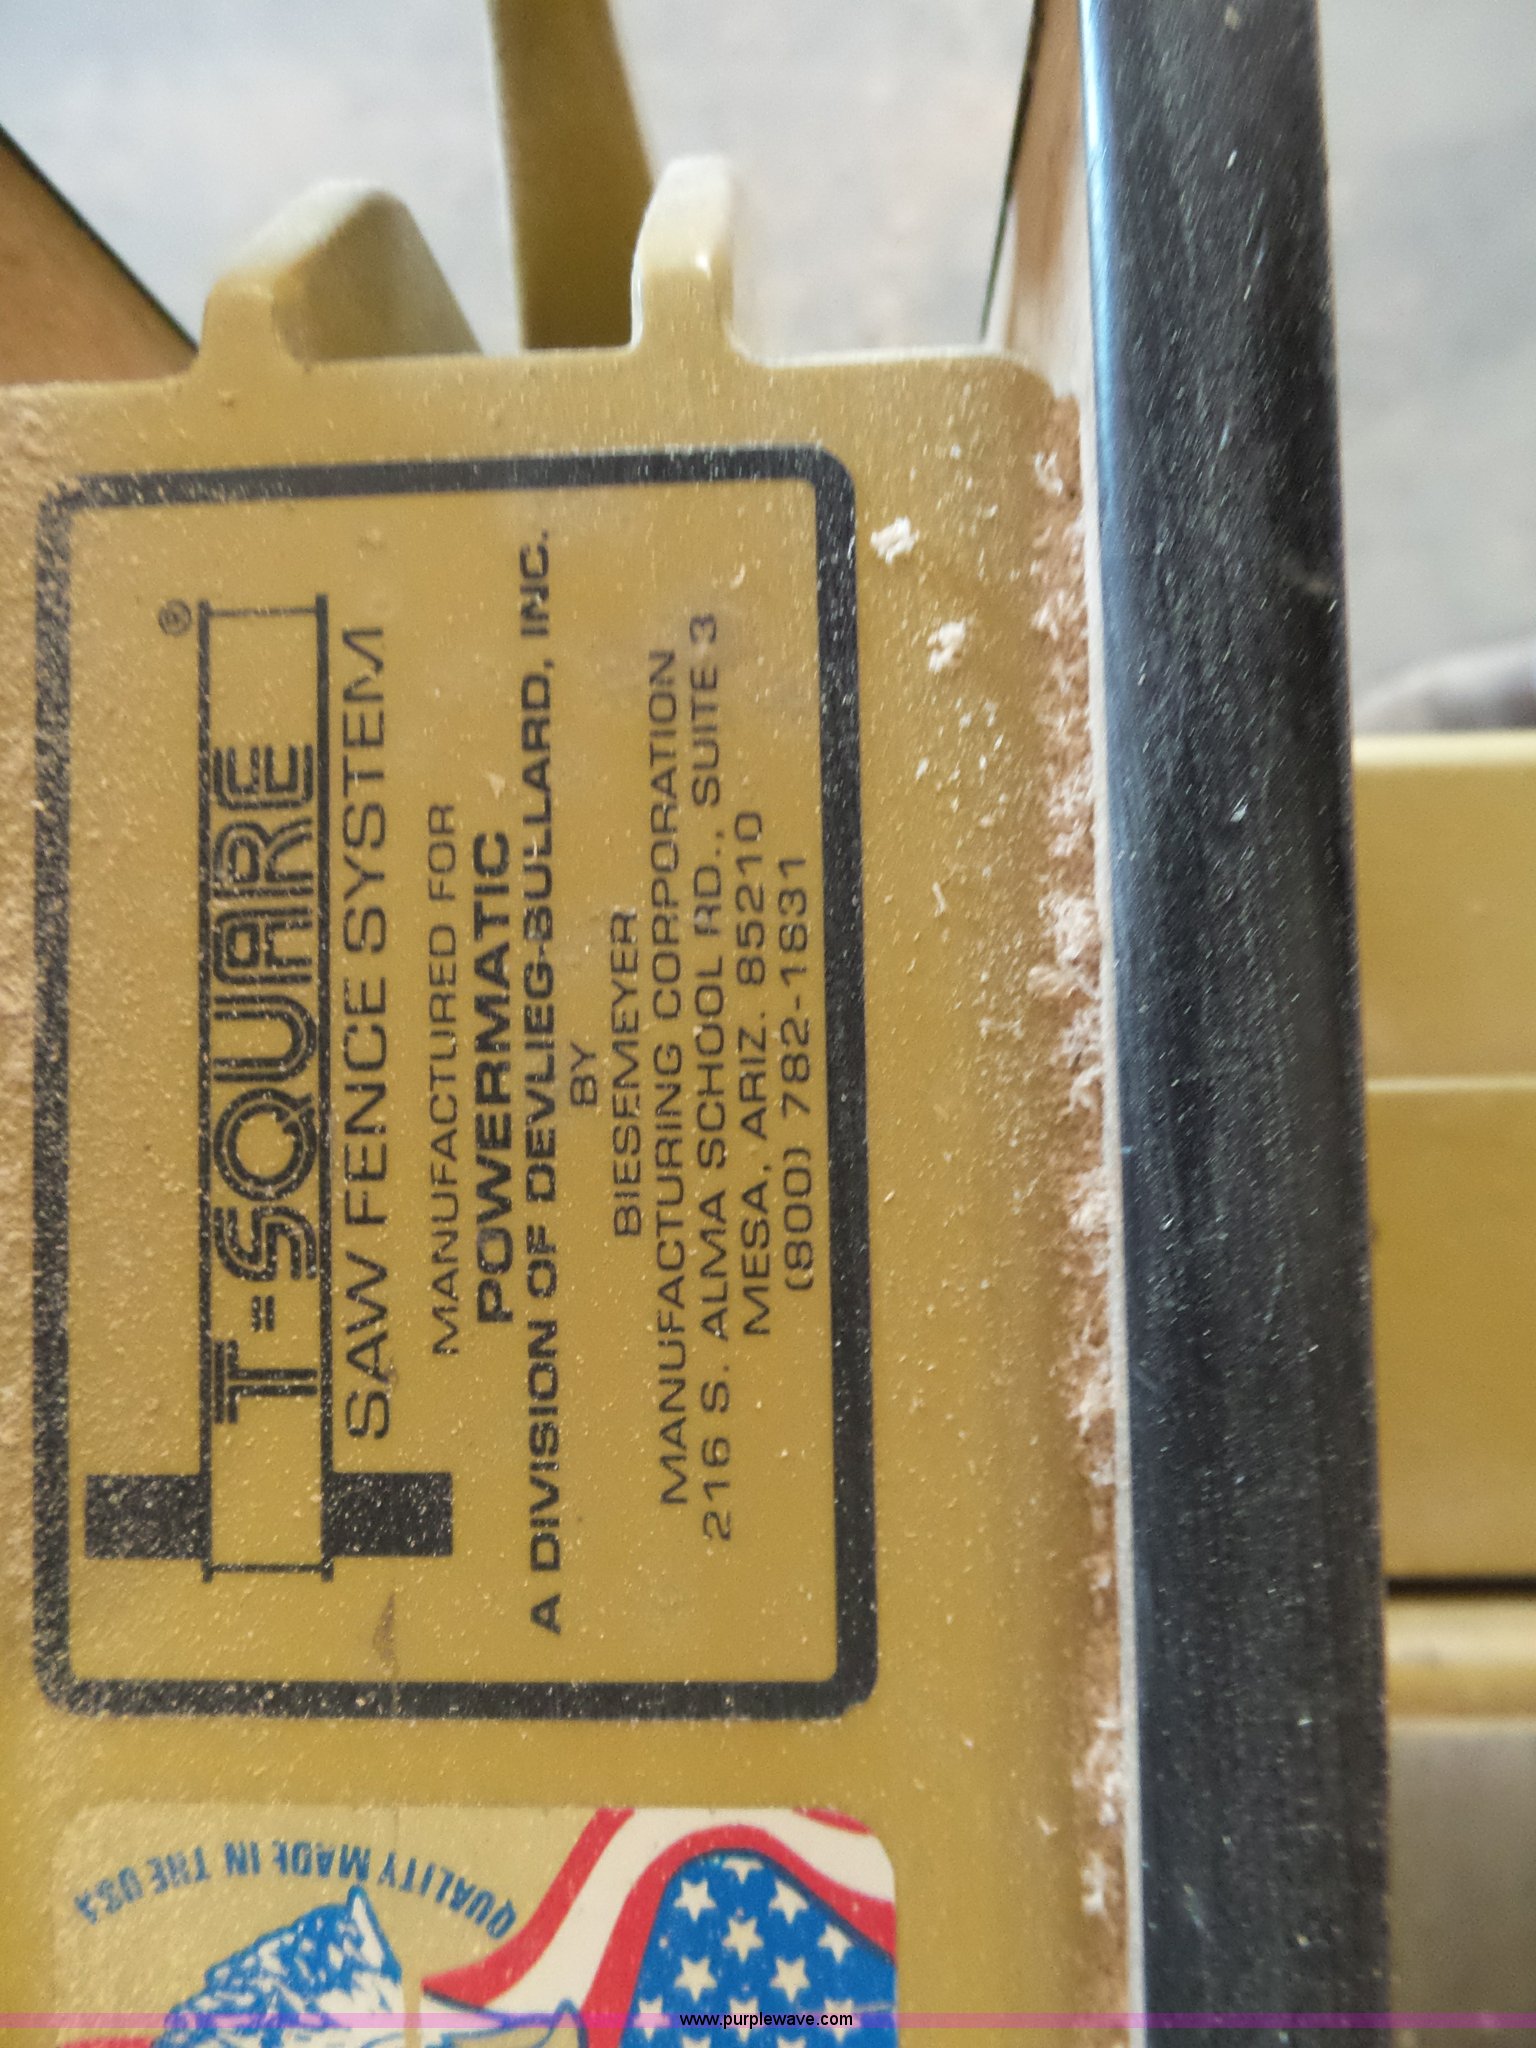 T-SQUARE®
SAW FENCE SYSTEM
MANUFACTURED FOR
POWERMATIC
A DIVISION OF DEVLIEG-BULLARD, INC.
BY
BIESEMEYER
MANUFACTURING CORPORATION
216 S. ALMA SCHOOL RD., SUITE 3
MESA, ARIZ. 85210
(800) 782-1831
QUALITY MADE IN THE USA
www.purplewave.com